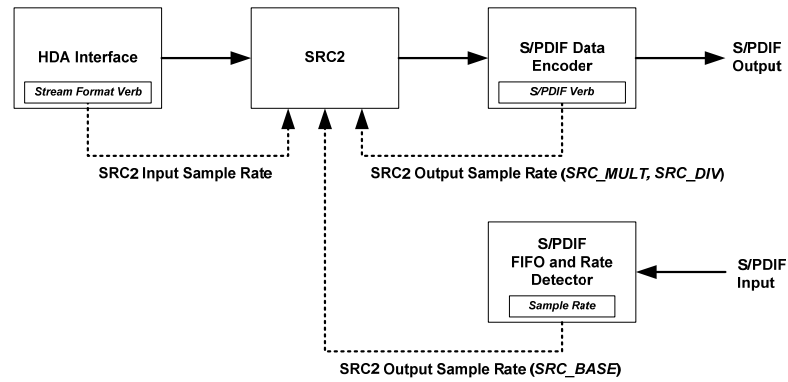 HDA Interface
Stream Format Verb
SRC2
S/PDIF Data
Encoder
S/PDIF Verb
S/PDIF
Output
SRC2 Input Sample Rate
SRC2 Output Sample Rate (SRC_MULT, SRC_DIV)
S/PDIF
FIFO and Rate
Detector
Sample Rate
S/PDIF
Input
SRC2 Output Sample Rate (SRC_BASE)